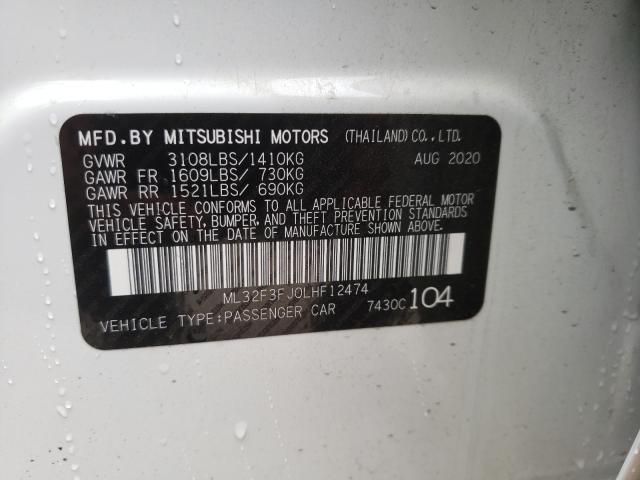 MFD.BY MITSUBISHI MOTORS (THAILAND)CO.,LTD.
GVWR 3108LBS/1410KG AUG 2020
GAWR FR 1609LBS/ 730KG
GAWR RR 1521LBS/ 690KG
THIS VEHICLE CONFORMS TO ALL APPLICABLE FEDERAL MOTOR
VEHICLE SAFETY, BUMPER, AND THEFT PREVENTION STANDARDS
IN EFFECT ON THE DATE OF MANUFACTURE SHOWN ABOVE.
ML32F3FJ0LHF12474
VEHICLE TYPE:PASSENGER CAR 7430C 104